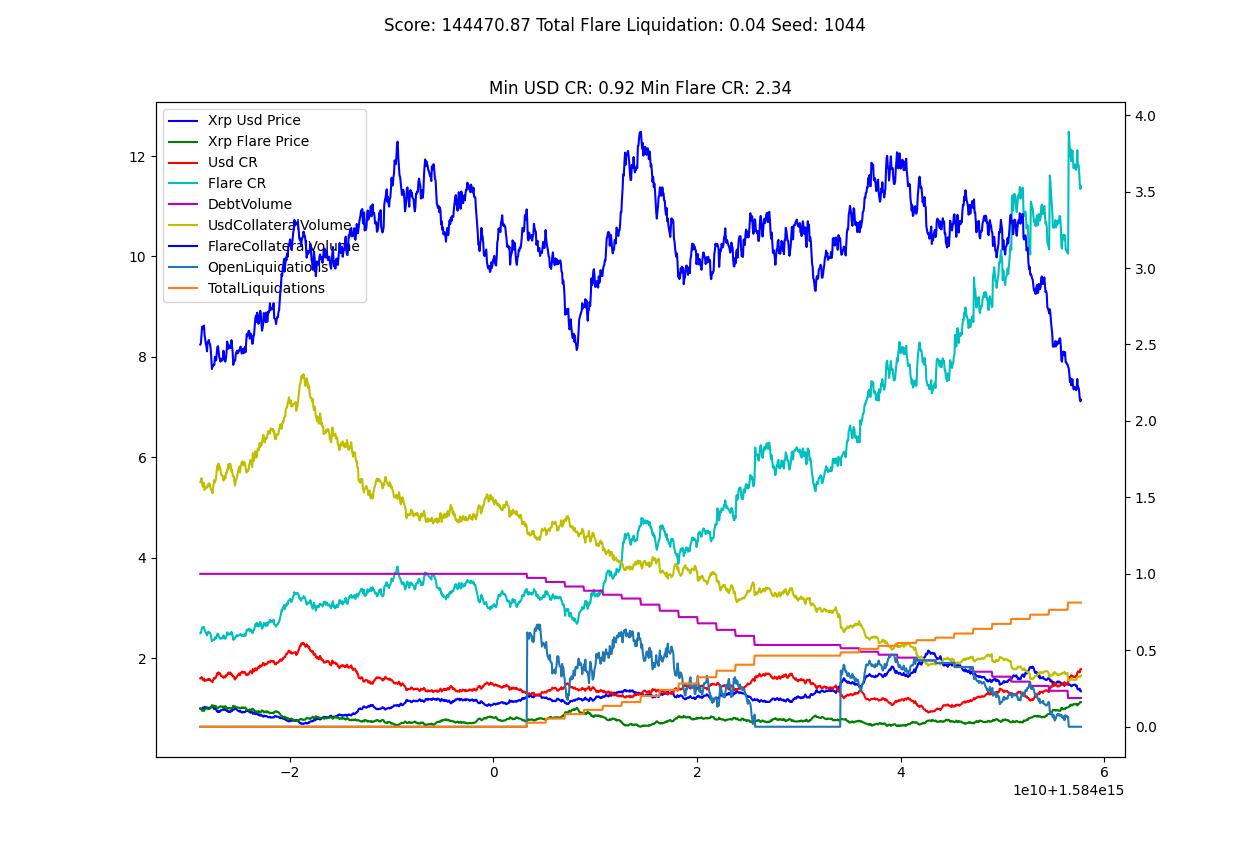 Score: 144470.87 Total Flare Liquidation: 0.04 Seed: 1044
Min USD CR: 0.92 Min Flare CR: 2.34
Xrp Usd Price
Xrp Flare Price
Usd CR
Flare CR
DebtVolume
UsdCollateralVolume
FlareCollateralVolume
OpenLiquidations
TotalLiquidations
12
10
8
6
4
2
4.0
3.5
3.0
2.5
2.0
1.5
1.0
0.5
0.0
−2
0
2
4
6
1e10+1.584e15